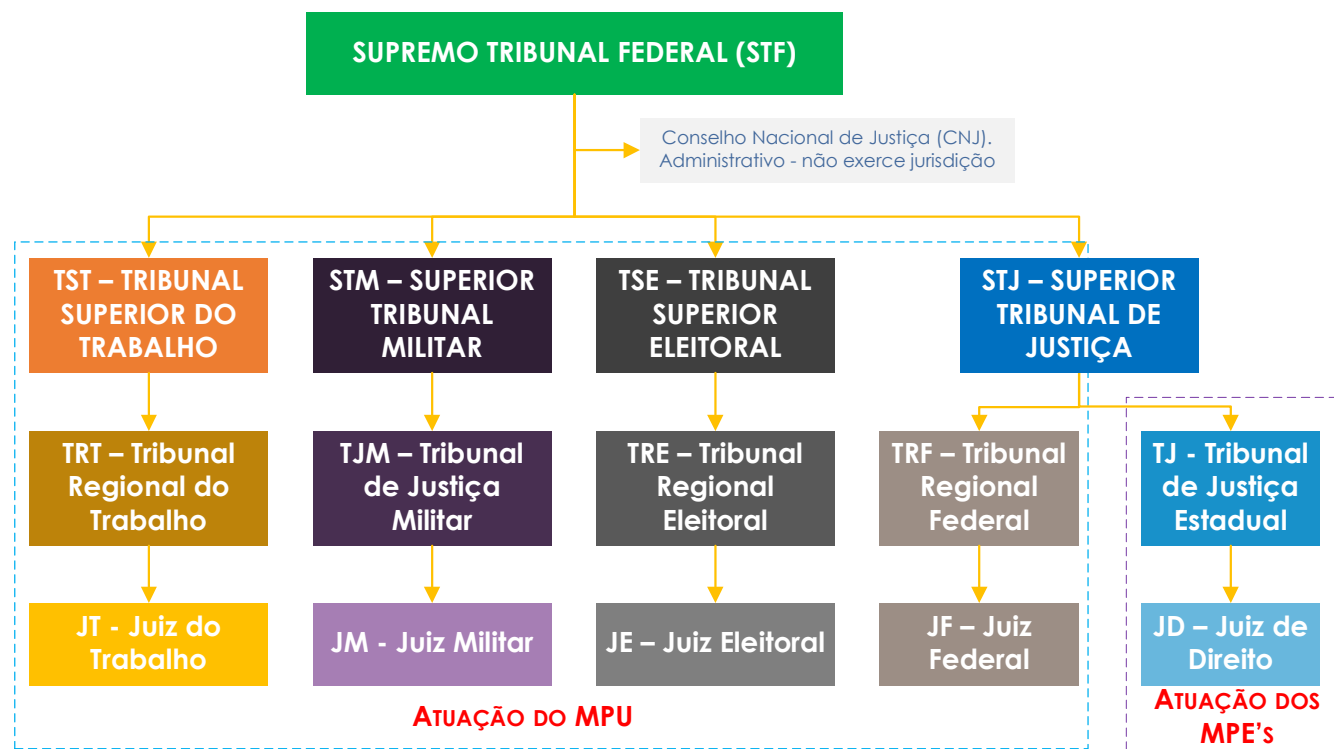 SUPREMO TRIBUNAL FEDERAL (STF)
Conselho Nacional de Justiça (CNJ).
Administrativo - não exerce jurisdição
TST – TRIBUNAL
SUPERIOR DO
TRABALHO
STM – SUPERIOR
TRIBUNAL
MILITAR
TSE – TRIBUNAL
SUPERIOR
ELEITORAL
STJ – SUPERIOR
TRIBUNAL DE
JUSTIÇA
TRT – Tribunal
Regional do
Trabalho
TJM – Tribunal
de Justiça
Militar
TRE – Tribunal
Regional
Eleitoral
TRF – Tribunal
Regional
Federal
TJ - Tribunal
de Justiça
Estadual
JT - Juiz do
Trabalho
JM - Juiz Militar
JE – Juiz Eleitoral
JF – Juiz
Federal
JD – Juiz de
Direito
ATUAÇÃO DO MPU
ATUAÇÃO DOS
MPE'S